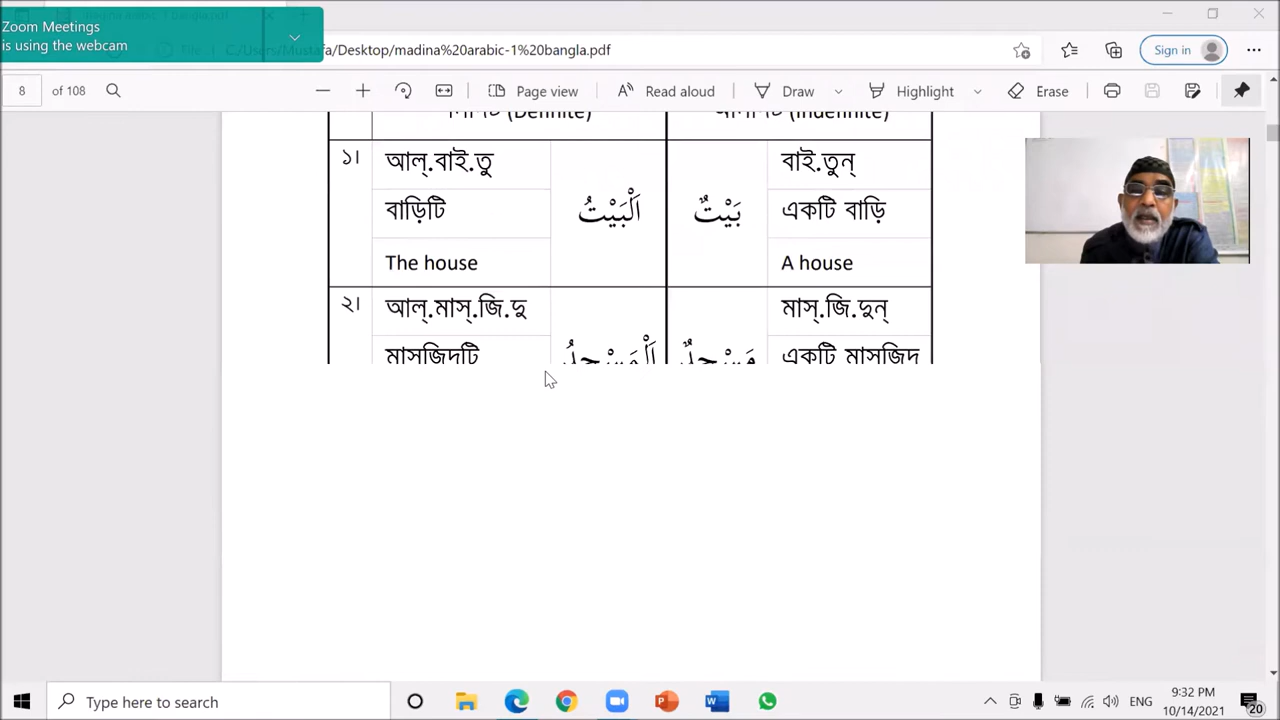 Zoom Meetings
is using the webcam
C:/Users/Mustafa/Desktop/madina%20arabic-1%20bangla.pdf
Sign in
8 of 108
Page view
Read aloud
Draw
Highlight
Erase
(Definite)
(Indefinite)
১। আল্.বাই.তু
বাড়িটি
The house
اَلْبَيْتُ
بَيْتٌ
বাই.তুন্
একটি বাড়ি
A house
২। আল্.মাস্.জি.দু
মাসজিদটি
اَلْمَسْجِدُ
مَسْجِدٌ
মাস্.জি.দুন্
একটি মাসজিদ
Type here to search
ENG
9:32 PM
10/14/2021
20